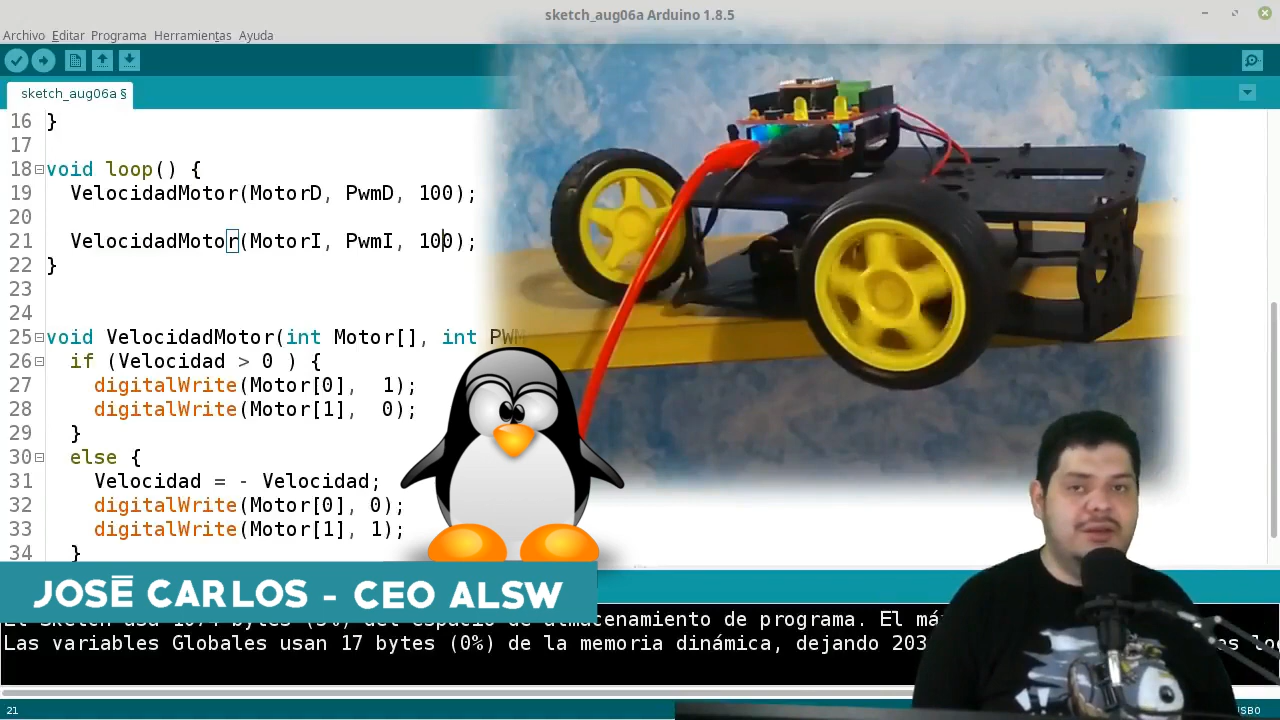 sketch_aug06a Arduino 1.8.5
Archivo Editar Programa Herramientas Ayuda
sketch_aug06a §
16 }
17
18 void loop() {
19 VelocidadMotor(MotorD, PwmD, 100);
20
21 VelocidadMotor(MotorI, PwmI, 100);
22 }
23
24
25 void VelocidadMotor(int Motor[], int PWM
26 if (Velocidad > 0 ) {
27 digitalWrite(Motor[0], 1);
28 digitalWrite(Motor[1], 0);
29 }
30 else {
31 Velocidad = - Velocidad;
32 digitalWrite(Motor[0], 0);
33 digitalWrite(Motor[1], 1);
34 }
JOSÉ CARLOS - CEO ALSW
de programa. El
Las variables Globales usan 17 bytes (0%) de la memoria dinámica, dejando 203
21